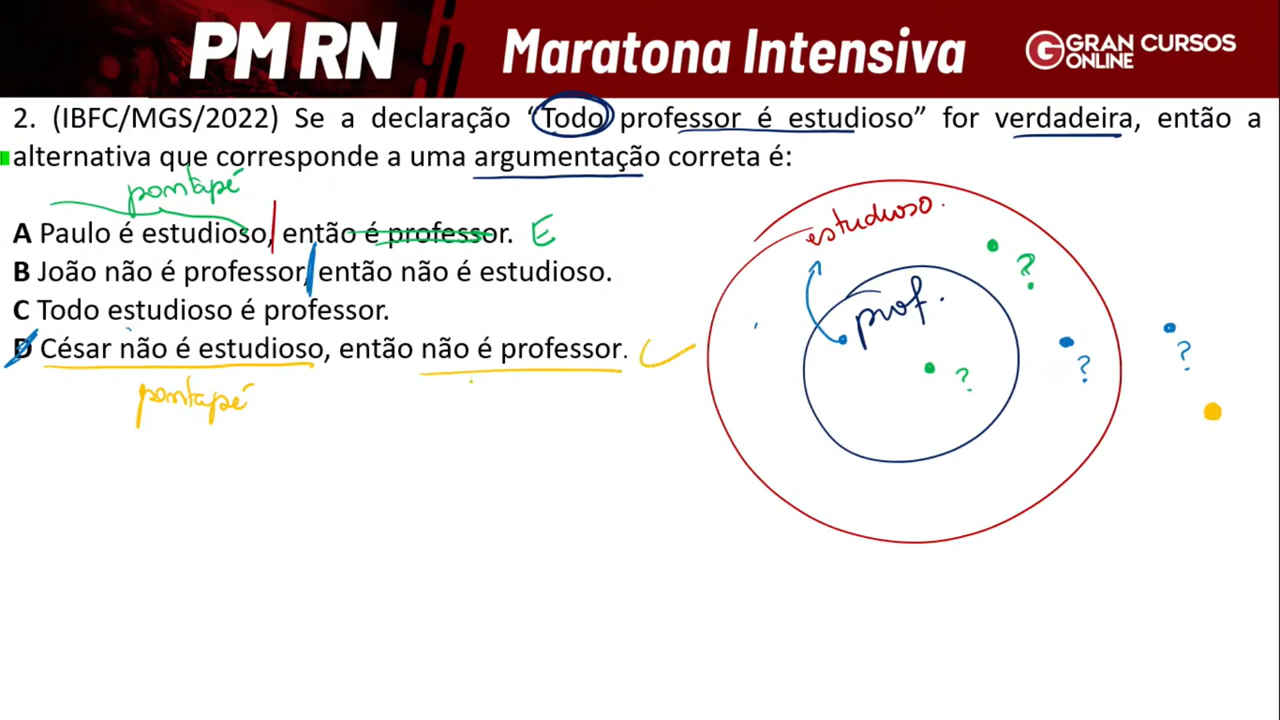 PM RN Maratona Intensiva GRAN CURSOS ONLINE
2. (IBFC/MGS/2022) Se a declaração “Todo professor é estudioso” for verdadeira, então a
alternativa que corresponde a uma argumentação correta é:
pontapé
A Paulo é estudioso, então é professor. E
B João não é professor, então não é estudioso.
C Todo estudioso é professor.
D César não é estudioso, então não é professor.
pontapé
estudioso.
?
prof.
?
?
?